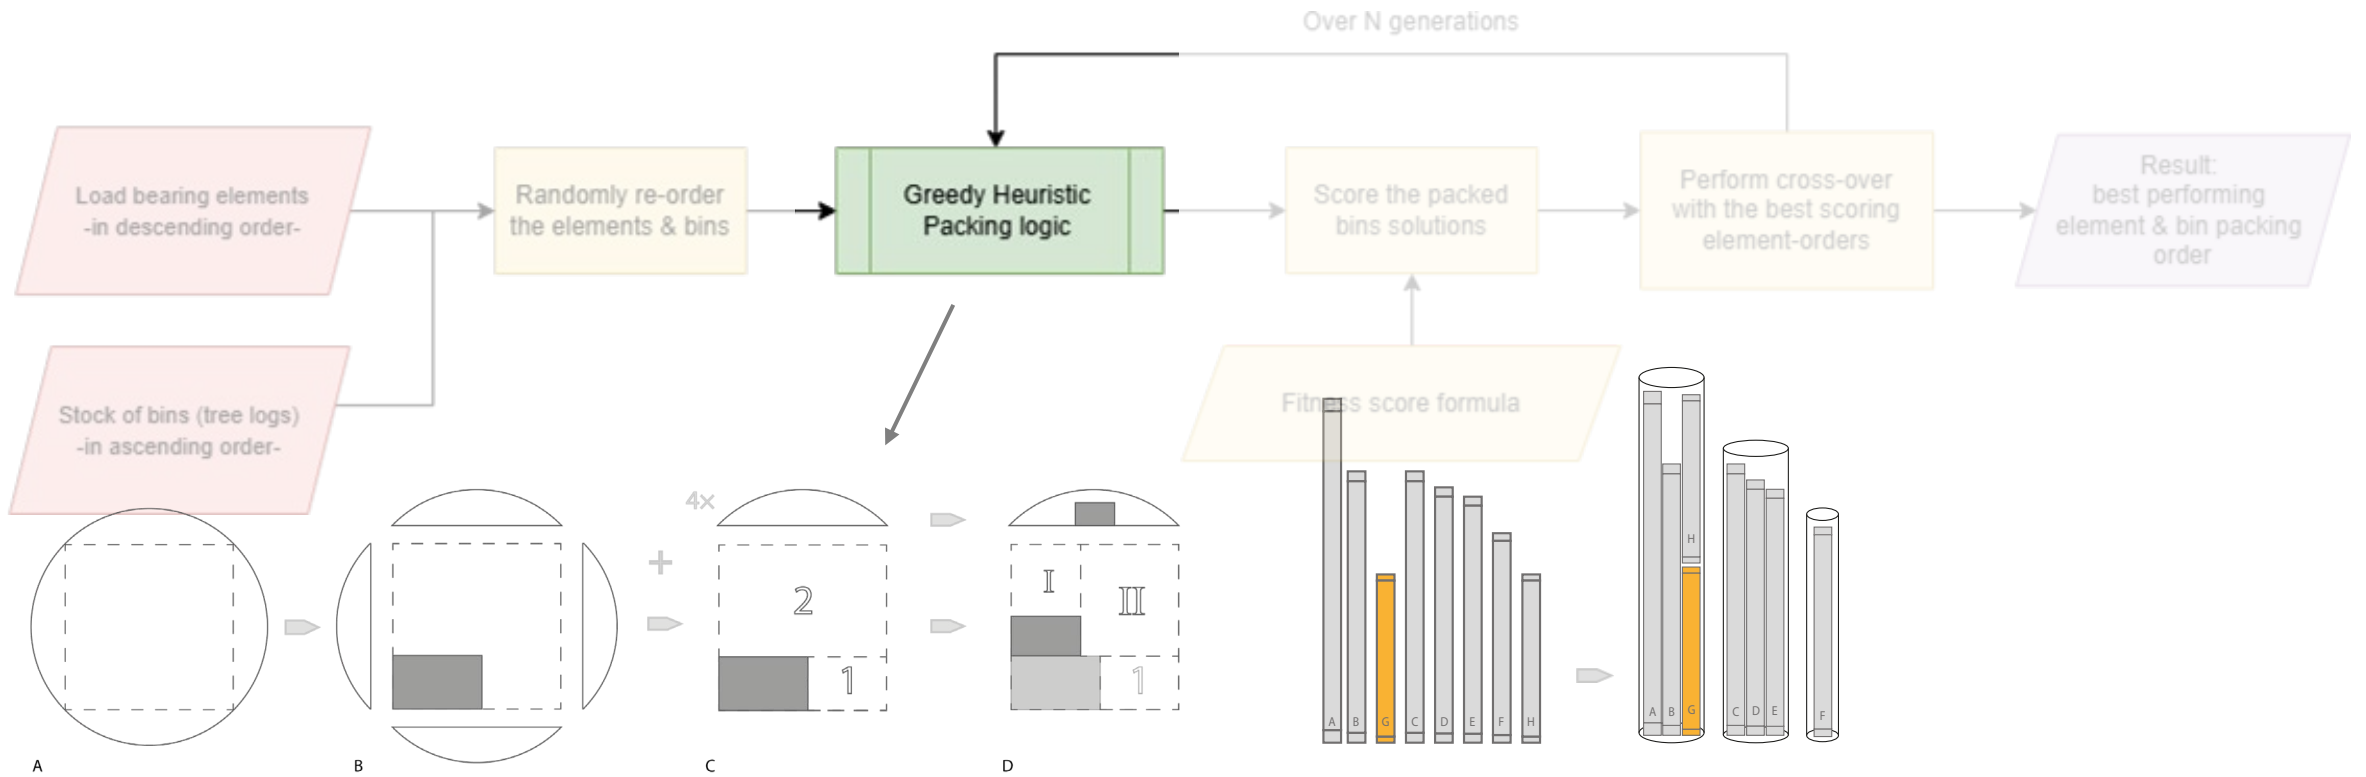 Over N generations
Load bearing elements
-in descending order-
Randomly re-order
the elements & bins
Greedy Heuristic
Packing logic
Score the packed
bins solutions
Perform cross-over
with the best scoring
element-orders
Result:
best performing
element & bin packing
order
Stock of bins (tree logs)
-in ascending order-
Fitness score formula
4×
+
2
1
I
II
1
A
B
C
D
A
B
G
C
D
E
F
H
H
A
B
G
C
D
E
F